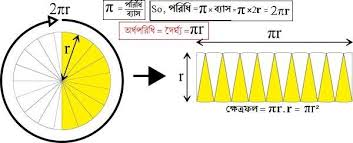 2πr
r
π = পরিধি/ব্যাস
So, পরিধি=π×ব্যাস=π×2r=2πr
অর্ধপরিধি = দৈর্ঘ্য=πr
πr
r
ক্ষেত্রফল = πr.r = πr²